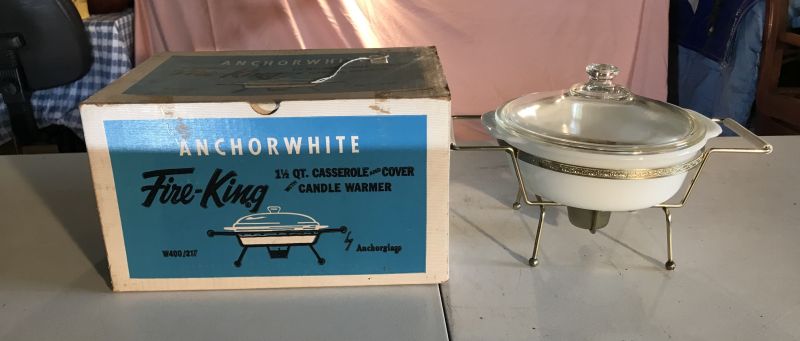 ANCHORWHITE
ANCHORWHITE
Fire-King
1½ QT. CASSEROLE AND COVER
WITH CANDLE WARMER
W400/217
Anchorglass